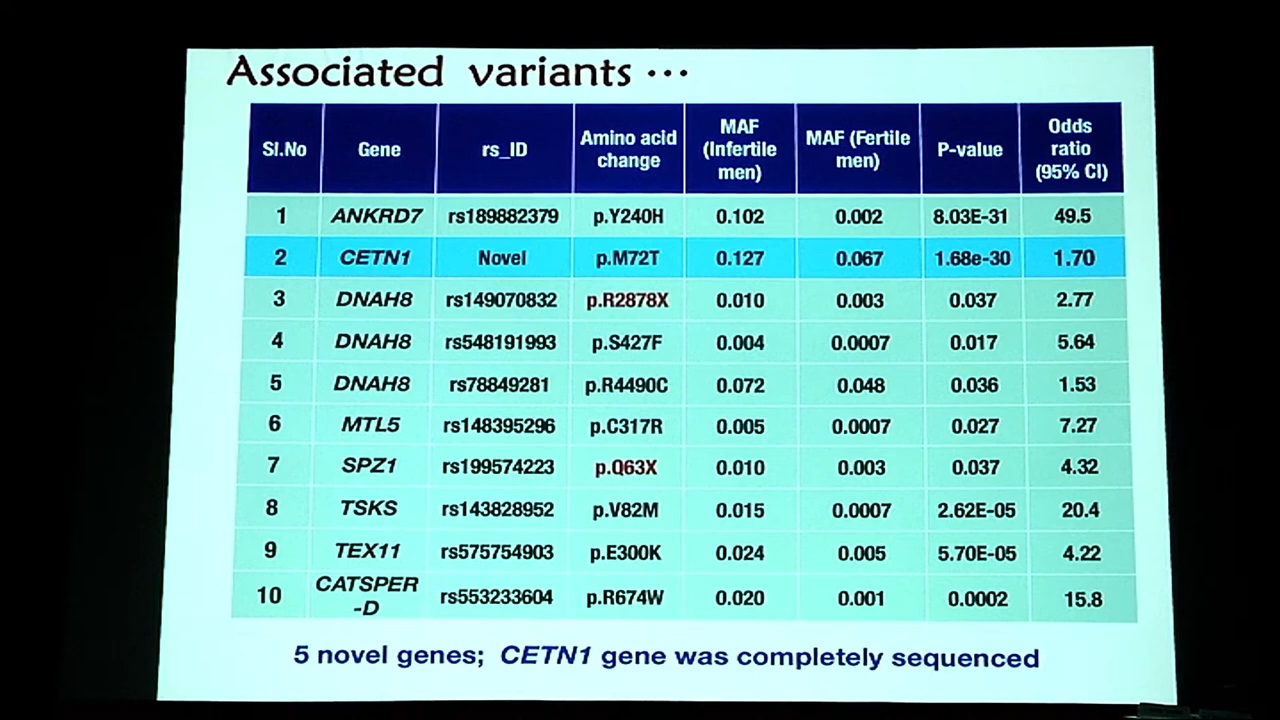 Associated variants ...
Sl.No Gene rs_ID Amino acid change MAF (Infertile men) MAF (Fertile men) P-value Odds ratio (95% CI)
1 ANKRD7 rs189882379 p.Y240H 0.102 0.002 8.03E-31 49.5
2 CETN1 Novel p.M72T 0.127 0.067 1.68e-30 1.70
3 DNAH8 rs149070832 p.R2878X 0.010 0.003 0.037 2.77
4 DNAH8 rs548191993 p.S427F 0.004 0.0007 0.017 5.64
5 DNAH8 rs78849281 p.R4490C 0.072 0.048 0.036 1.53
6 MTL5 rs148395296 p.C317R 0.005 0.0007 0.027 7.27
7 SPZ1 rs199574223 p.Q63X 0.010 0.003 0.037 4.32
8 TSKS rs143828952 p.V82M 0.015 0.0007 2.62E-05 20.4
9 TEX11 rs575754903 p.E300K 0.024 0.005 5.70E-05 4.22
10 CATSPER-D rs553233604 p.R674W 0.020 0.001 0.0002 15.8
5 novel genes; CETN1 gene was completely sequenced